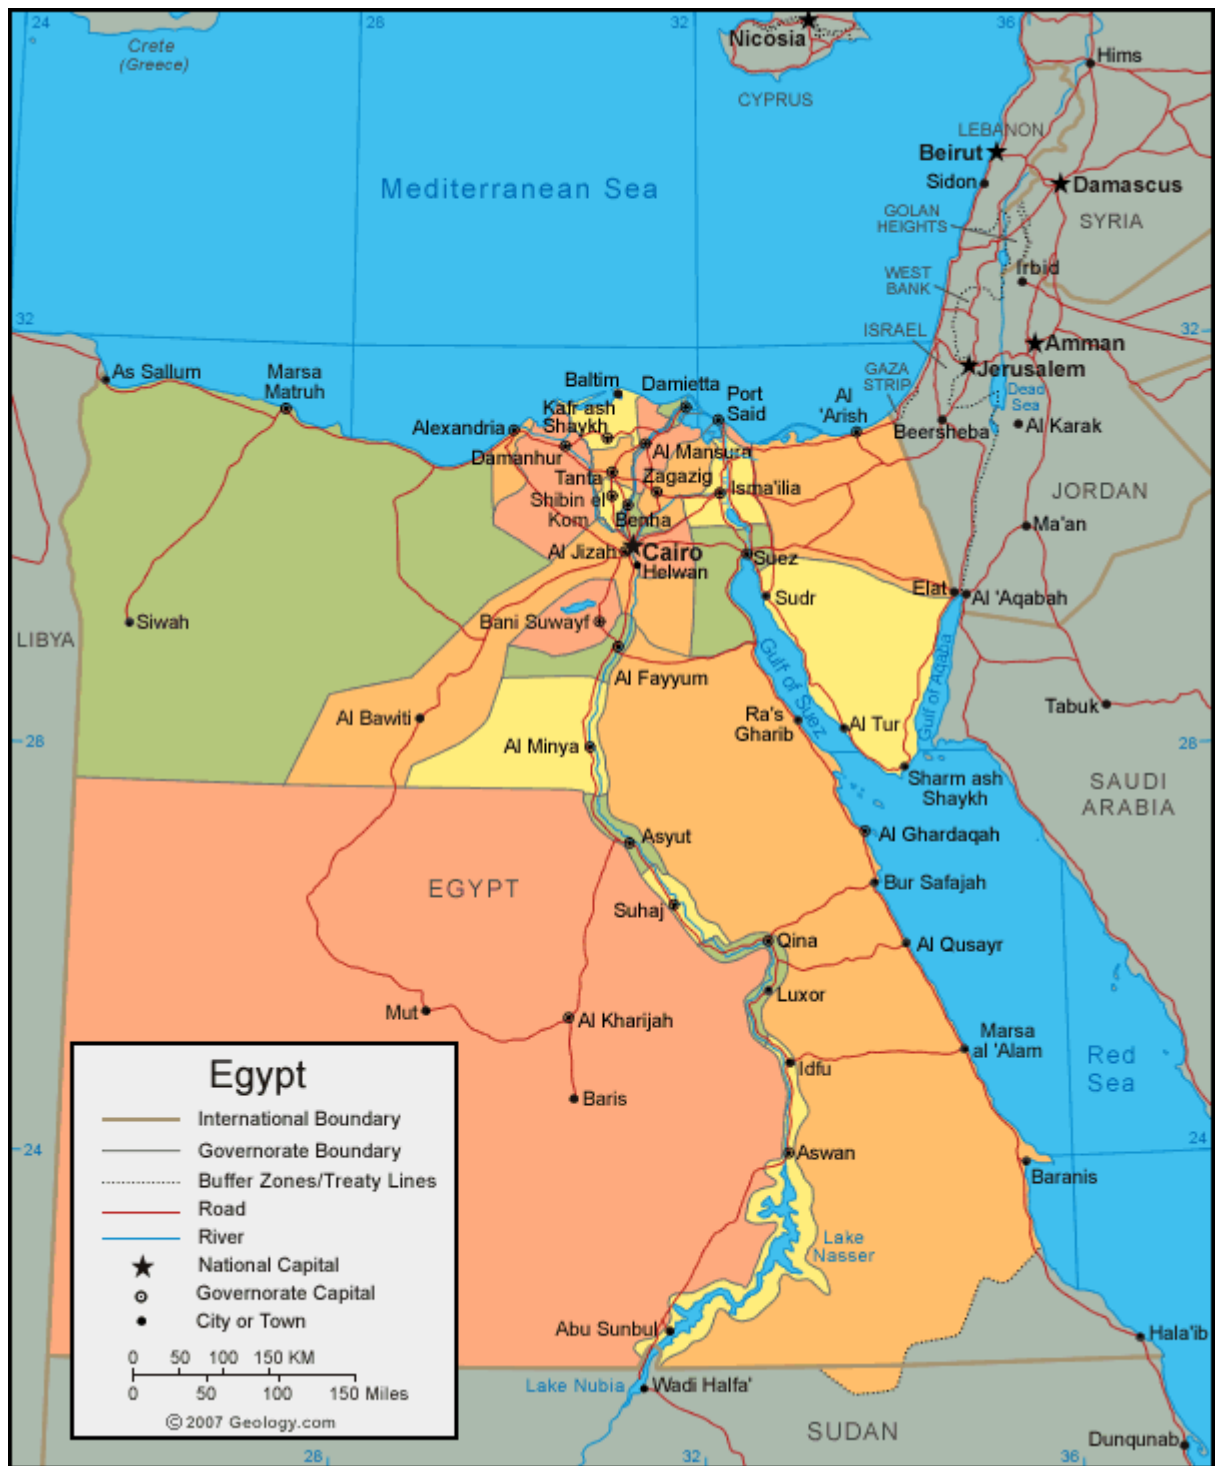 24
28
32
36
Crete
(Greece)
Nicosia
CYPRUS
Hims
LEBANON
Beirut
Sidon
Damascus
GOLAN
HEIGHTS
SYRIA
Mediterranean Sea
Irbid
WEST
BANK
32
32
ISRAEL
Amman
Jerusalem
GAZA
STRIP
Dead
Sea
As Sallum
Marsa
Matruh
Baltim
Damietta
Port
Said
Al
'Arish
Kafr ash
Shaykh
Alexandria
Beersheba
Al Karak
Damanhur
Al Mansura
Tanta
Zagazig
Isma'ilia
Shibin el
Kom
Benha
JORDAN
Ma'an
Al Jizah
Cairo
Suez
Helwan
Elat
Al 'Aqabah
Sudr
Siwah
Bani Suwayf
LIBYA
Gulf of Suez
Gulf of Aqaba
Al Fayyum
Al Bawiti
Ra's
Gharib
Al Tur
Tabuk
28
28
Al Minya
Sharm ash
Shaykh
SAUDI
ARABIA
Al Ghardaqah
Asyut
EGYPT
Bur Safajah
Suhaj
Qina
Al Qusayr
Luxor
Mut
Al Kharijah
Marsa
al 'Alam
Red
Sea
Idfu
Baris
24
24
Aswan
Baranis
Lake
Nasser
Abu Sunbul
Hala'ib
Lake Nubia
Wadi Halfa'
SUDAN
Dunqunab
28
32
36
Egypt
International Boundary
Governorate Boundary
Buffer Zones/Treaty Lines
Road
River
National Capital
Governorate Capital
City or Town
0 50 100 150 KM
0 50 100 150 Miles
©2007 Geology.com